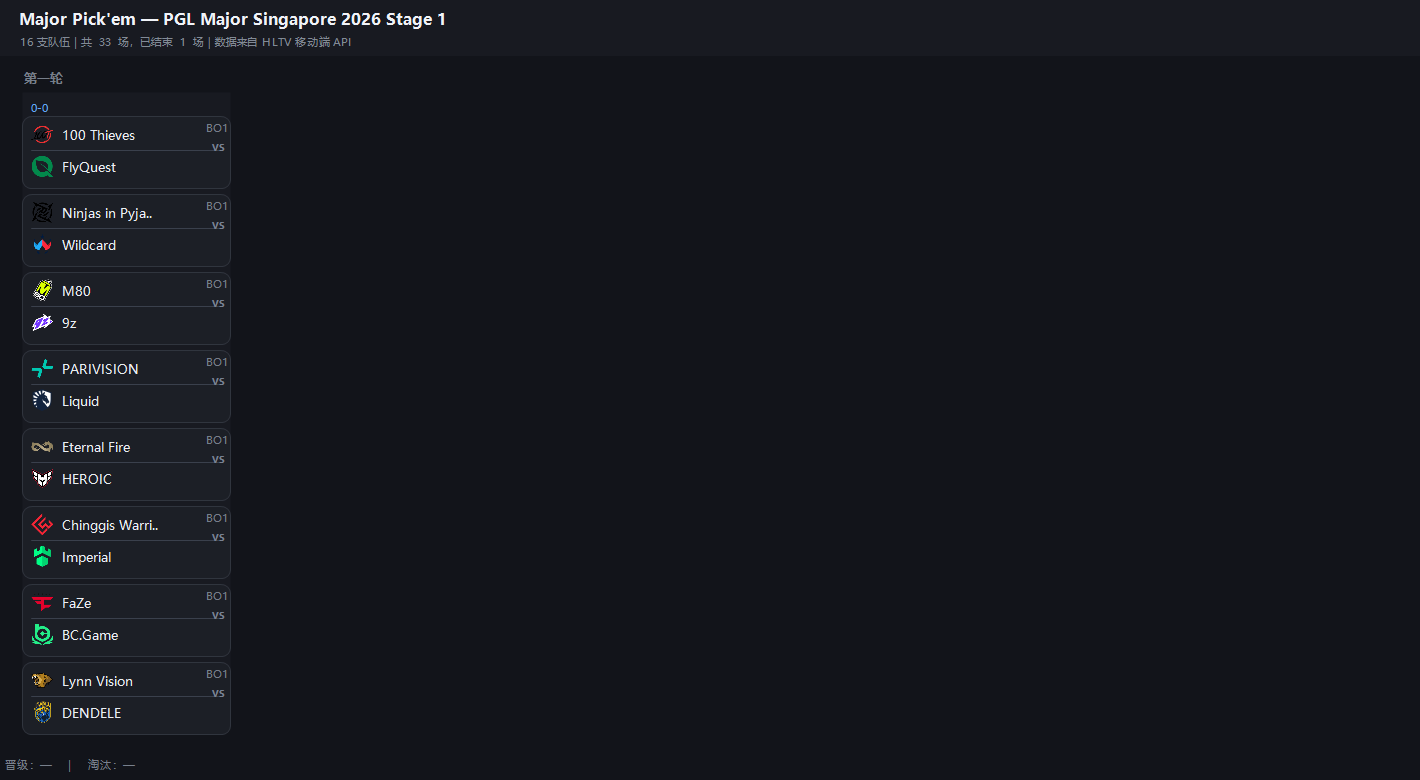 Major Pick'em — PGL Major Singapore 2026 Stage 1
16 支队伍 | 共 33 场，已结束 1 场 | 数据来自 HLTV 移动端 API
第一轮
0-0
100 Thieves
BO1
VS
FlyQuest
Ninjas in Pyja..
BO1
VS
Wildcard
M80
BO1
VS
9z
PARIVISION
BO1
VS
Liquid
Eternal Fire
BO1
VS
HEROIC
Chinggis Warri..
BO1
VS
Imperial
FaZe
BO1
VS
BC.Game
Lynn Vision
BO1
VS
DENDELE
晋级：— | 淘汰：—